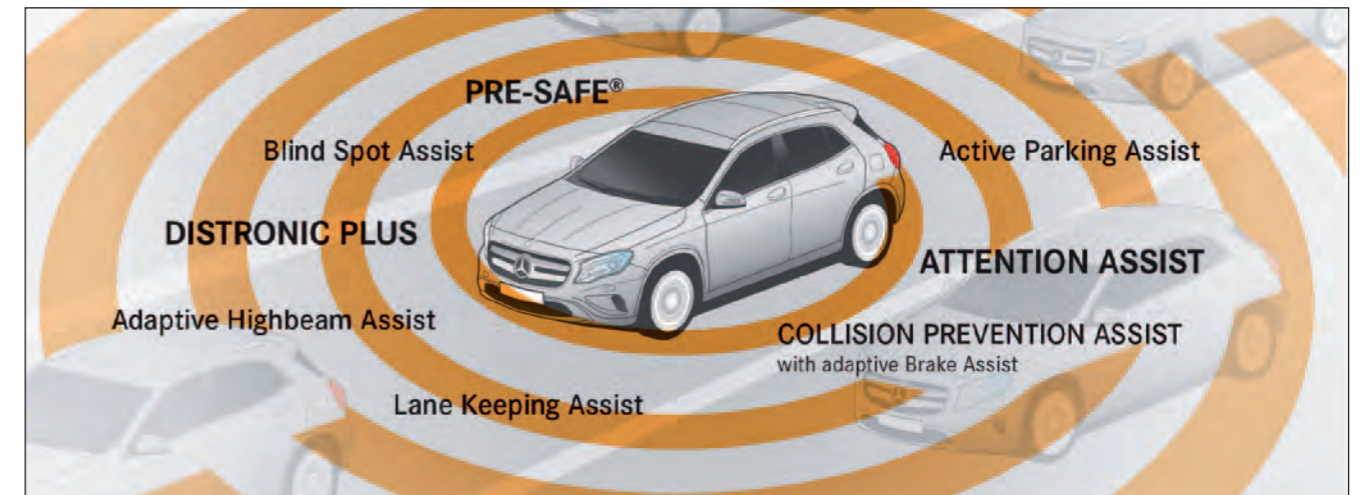 PRE-SAFE®
Blind Spot Assist
Active Parking Assist
DISTRONIC PLUS
ATTENTION ASSIST
Adaptive Highbeam Assist
COLLISION PREVENTION ASSIST
with adaptive Brake Assist
Lane Keeping Assist